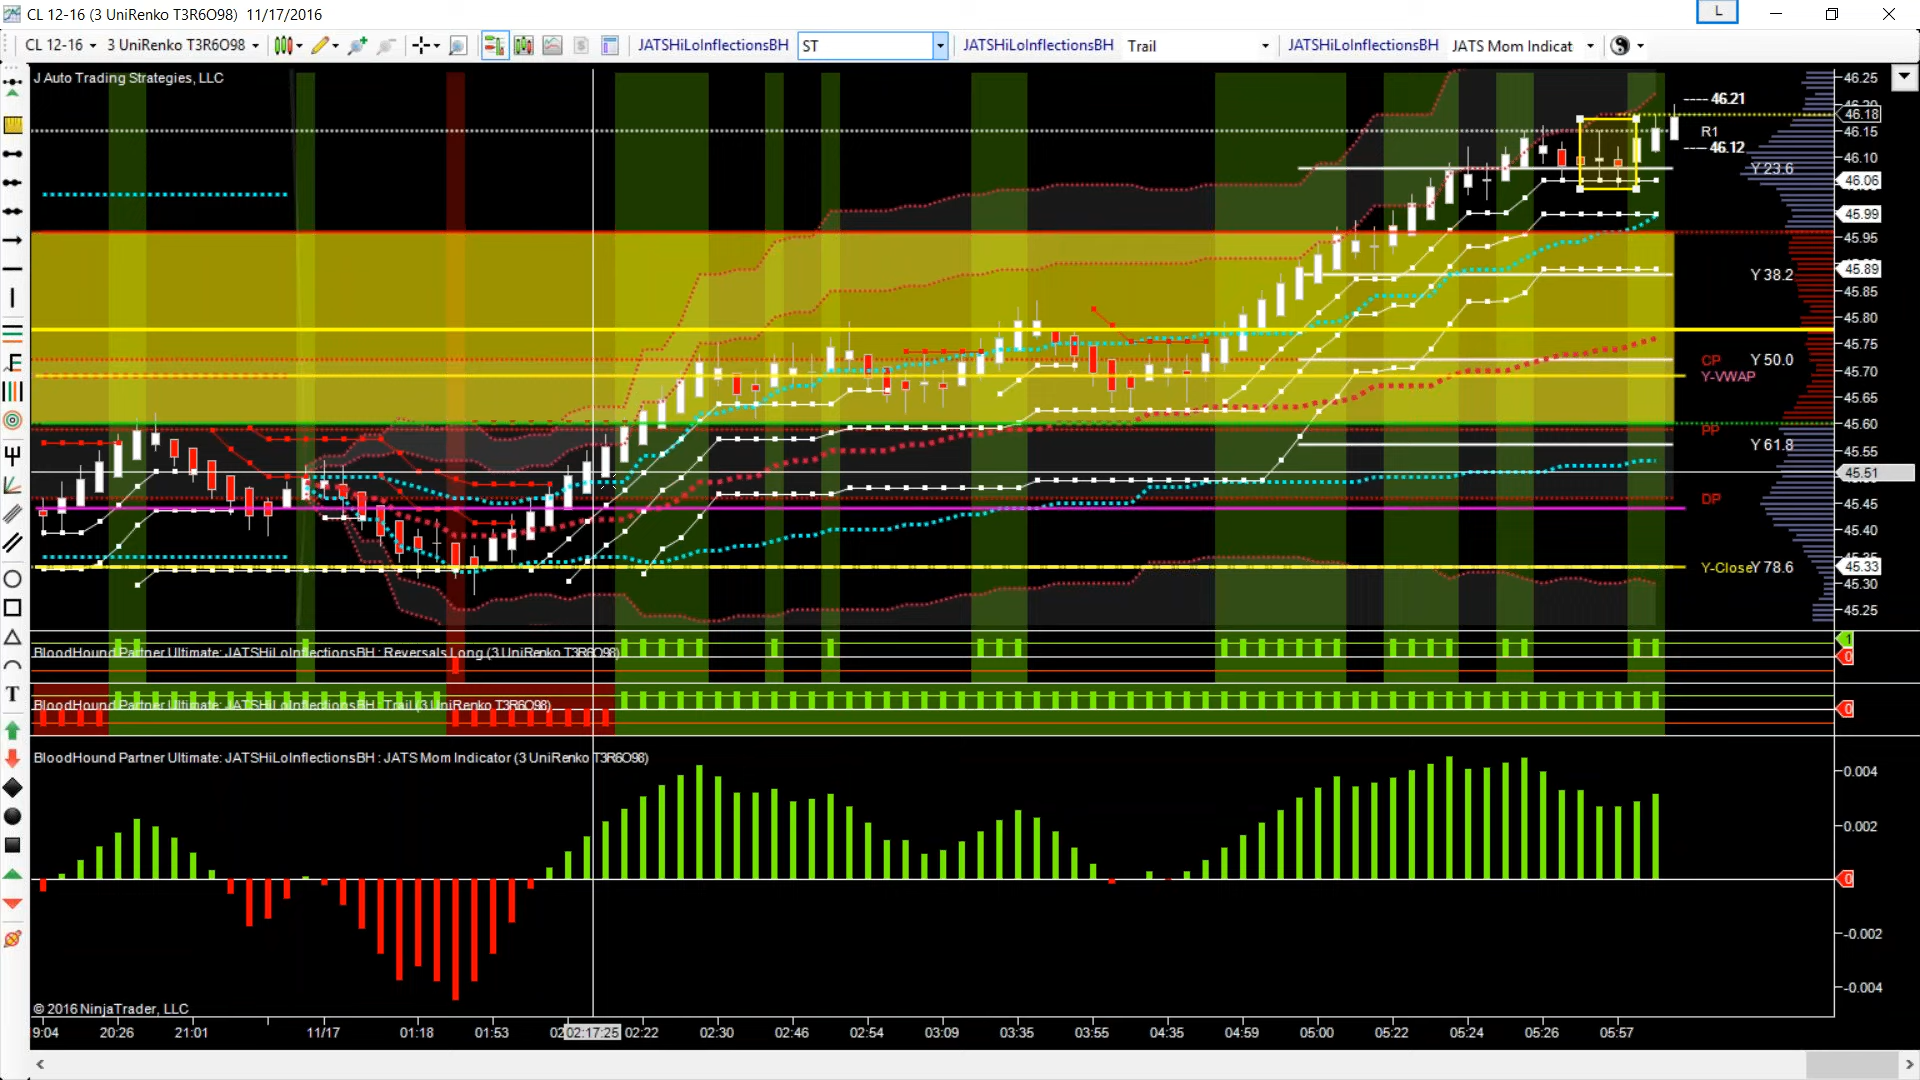 CL 12-16 (3 UniRenko T3R6O98)  11/17/2016
L
CL 12-16
3 UniRenko T3R6O98
JATSHiLoInflectionsBH
ST
JATSHiLoInflectionsBH
Trail
JATSHiLoInflectionsBH
JATS Mom Indicat
J Auto Trading Strategies, LLC
46.25
---- 46.21
46.18
R1
46.15
---- 46.12
46.10
Y 23.6
46.06
45.99
45.95
Y 38.2
45.89
45.85
45.80
45.75
CP
Y 50.0
45.70
Y-VWAP
45.65
45.60
PP
Y 61.8
45.55
45.51
DP
45.45
45.40
Y-Close
Y 78.6
45.33
45.30
45.25
1
BloodHound Partner Ultimate: JATSHiLoInflectionsBH : Reversals Long (3 UniRenko T3R6O98)
0
BloodHound Partner Ultimate: JATSHiLoInflectionsBH : Trail (3 UniRenko T3R6O98)
0
BloodHound Partner Ultimate: JATSHiLoInflectionsBH : JATS Mom Indicator (3 UniRenko T3R6O98)
0.004
0.002
0
-0.002
-0.004
© 2016 NinjaTrader, LLC
9:04
20:26
21:01
11/17
01:18
01:53
02:17:25
02:22
02:30
02:46
02:54
03:09
03:35
03:55
04:35
04:59
05:00
05:22
05:24
05:26
05:57